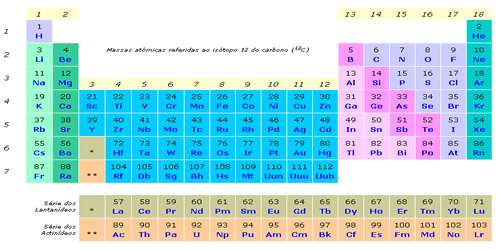 1 2 13 14 15 16 17 18
1 1 2
H He
2 3 4 5 6 7 8 9 10
Li Be Massas atômicas referidas ao isótopo 12 do carbono (¹²C) B C N O F Ne
3 11 12 13 14 15 16 17 18
Na Mg 3 4 5 6 7 8 9 10 11 12 Al Si P S Cl Ar
4 19 20 21 22 23 24 25 26 27 28 29 30 31 32 33 34 35 36
K Ca Sc Ti V Cr Mn Fe Co Ni Cu Zn Ga Ge As Se Br Kr
5 37 38 39 40 41 42 43 44 45 46 47 48 49 50 51 52 53 54
Rb Sr Y Zr Nb Mo Tc Ru Rh Pd Ag Cd In Sn Sb Te I Xe
6 55 56 * 72 73 74 75 76 77 78 79 80 81 82 83 84 85 86
Cs Ba Hf Ta W Re Os Ir Pt Au Hg Tl Pb Bi Po At Rn
7 87 88 ** 104 105 106 107 108 109 110 111 112
Fr Ra Rf Db Sg Bh Hs Mt Uun Uuu Uub
Série dos * 57 58 59 60 61 62 63 64 65 66 67 68 69 70 71
Lantanídeos La Ce Pr Nd Pm Sm Eu Gd Tb Dy Ho Er Tm Yb Lu
Série dos ** 89 90 91 92 93 94 95 96 97 98 99 100 101 102 103
Actinídeos Ac Th Pa U Np Pu Am Cm Bk Cf Es Fm Md No Lr